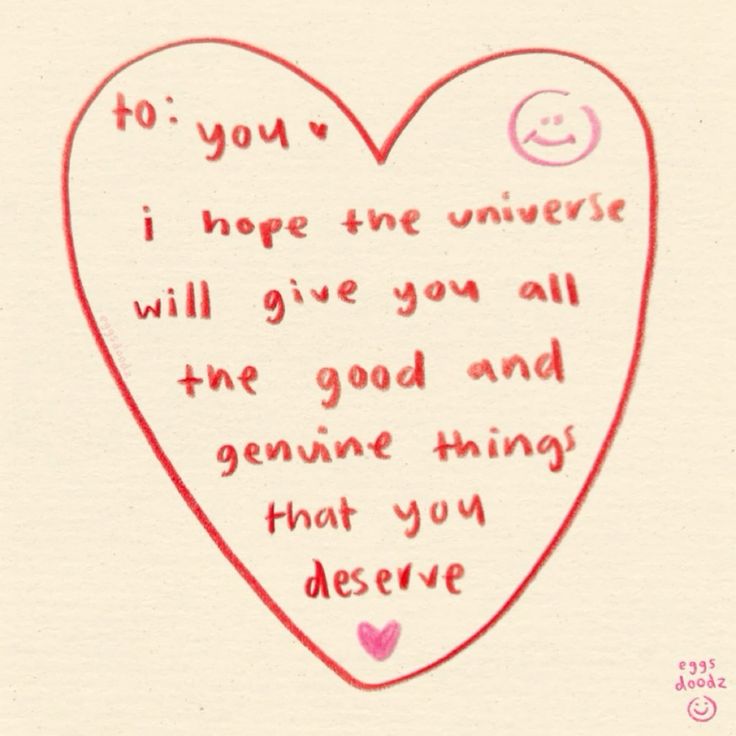 to: you
i hope the universe
will give you all
the good and
genuine things
that you
deserve
eggsdoodz
eggs
doodz